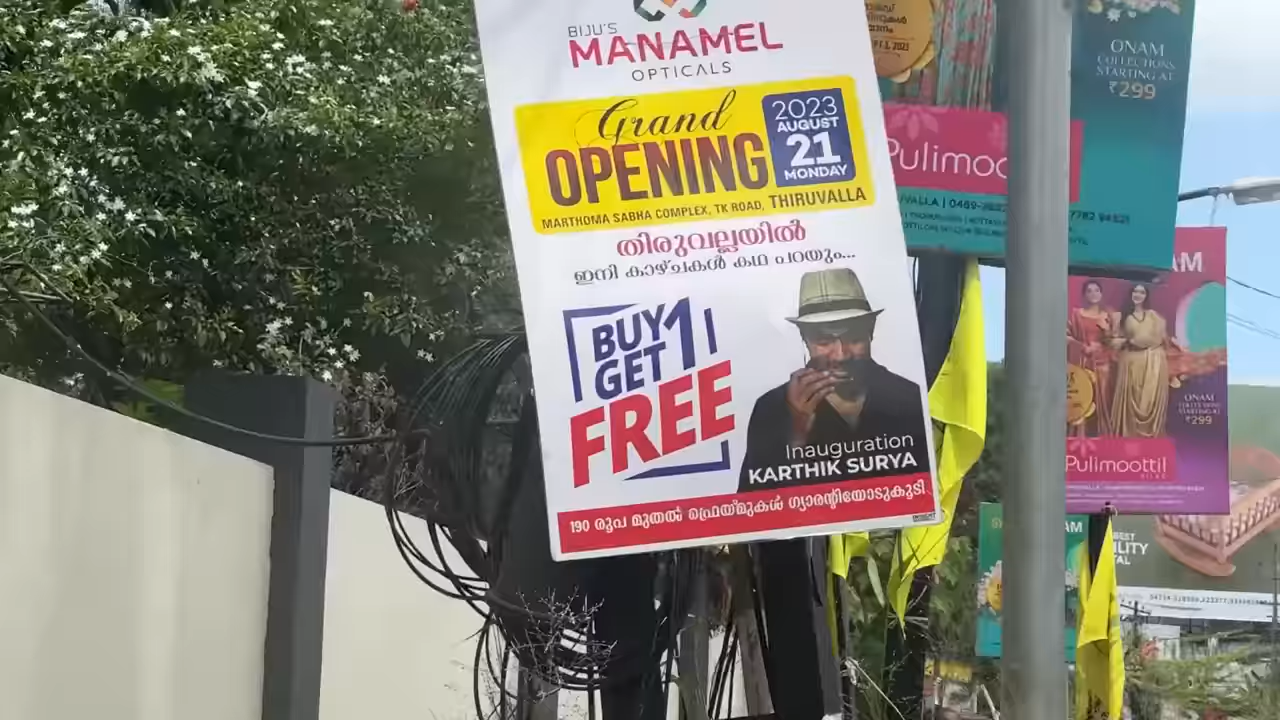 BIJU'S
MANAMEL
OPTICALS
Grand
OPENING
2023
AUGUST
21
MONDAY
MARTHOMA SABHA COMPLEX, TK ROAD, THIRUVALLA
തിരുവല്ലയിൽ
ഇനി കാഴ്ചകൾ കഥ പറയും...
BUY 1
GET
FREE
Inauguration
KARTHIK SURYA
190 രൂപ മുതൽ ഫ്രെയ്മുകൾ ഗ്യാരന്റിയോടുകൂടി
ONAM
COLLECTIONS
STARTING AT
₹299
Pulimoo
ONAM
STARTING AT
₹299
Pulimoottil